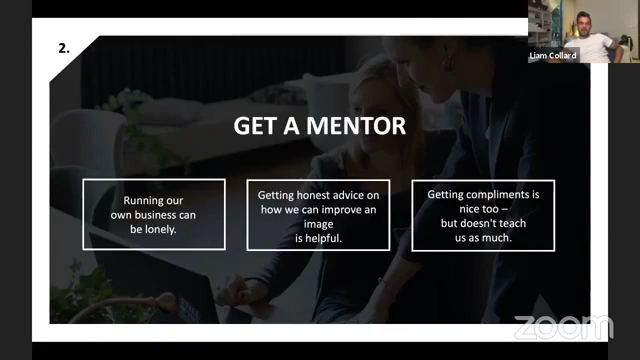 2.
Liam Collard
GET A MENTOR
Running our
own business can
be lonely.
Getting honest advice on
how we can improve an
image
is helpful.
Getting compliments is
nice too –
but doesn't teach
us as much.
zoom